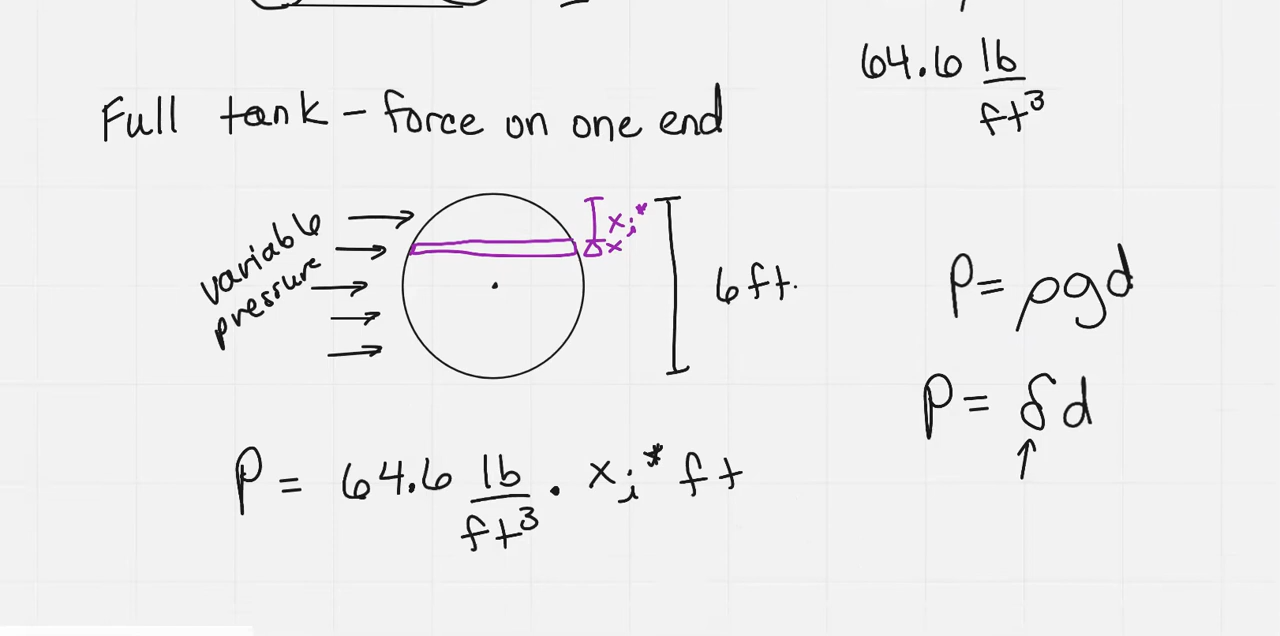 64.6 lb/ft³
Full tank – force on one end
variable
pressure
xᵢ*
Δx
6 ft.
P = ρgd
P = δd
P = 64.6 lb/ft³ · xᵢ* ft